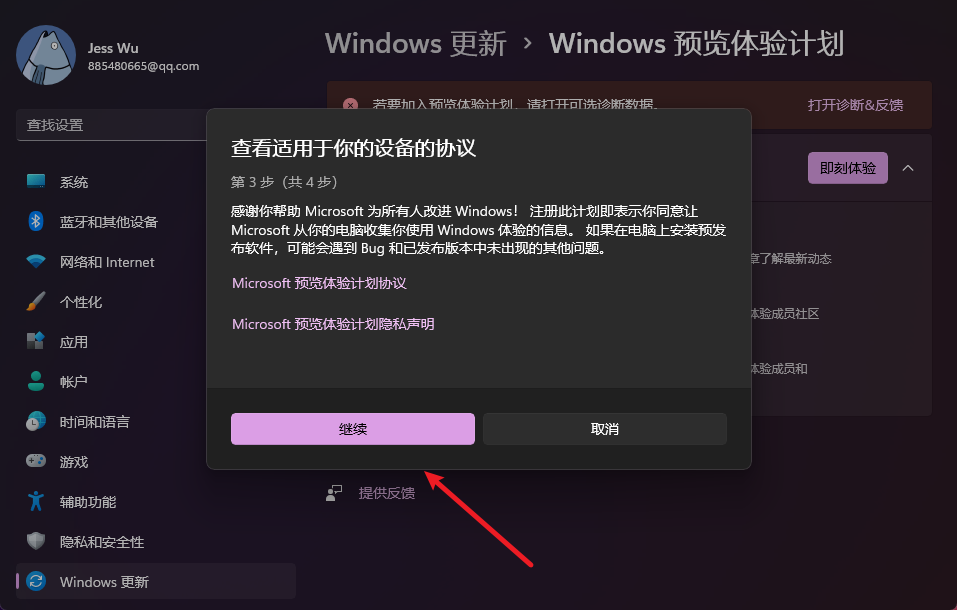 Jess Wu
885480665@qq.com
查找设置
系统
蓝牙和其他设备
网络和 Internet
个性化
应用
帐户
时间和语言
游戏
辅助功能
隐私和安全性
Windows 更新
Windows 更新 › Windows 预览体验计划
若要加入预览体验计划，请打开可选诊断数据。
打开诊断&反馈
即刻体验
查看适用于你的设备的协议
第 3 步（共 4 步）
感谢你帮助 Microsoft 为所有人改进 Windows！ 注册此计划即表示你同意让
Microsoft 从你的电脑收集你使用 Windows 体验的信息。 如果在电脑上安装预发
布软件，可能会遇到 Bug 和已发布版本中未出现的其他问题。
Microsoft 预览体验计划协议
Microsoft 预览体验计划隐私声明
继续
取消
了解最新动态
体验成员社区
体验成员和
提供反馈